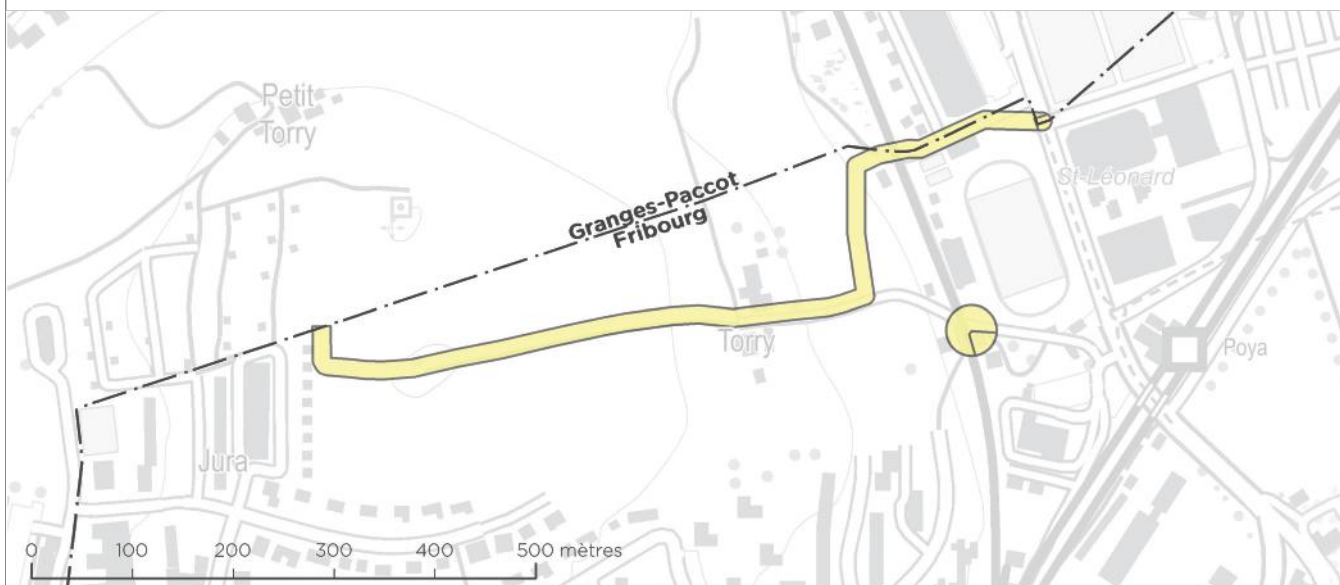 Petit
Torry
St-Léonard
Granges-Paccot
Fribourg
Torry
Poya
Jura
0 100 200 300 400 500 mètres